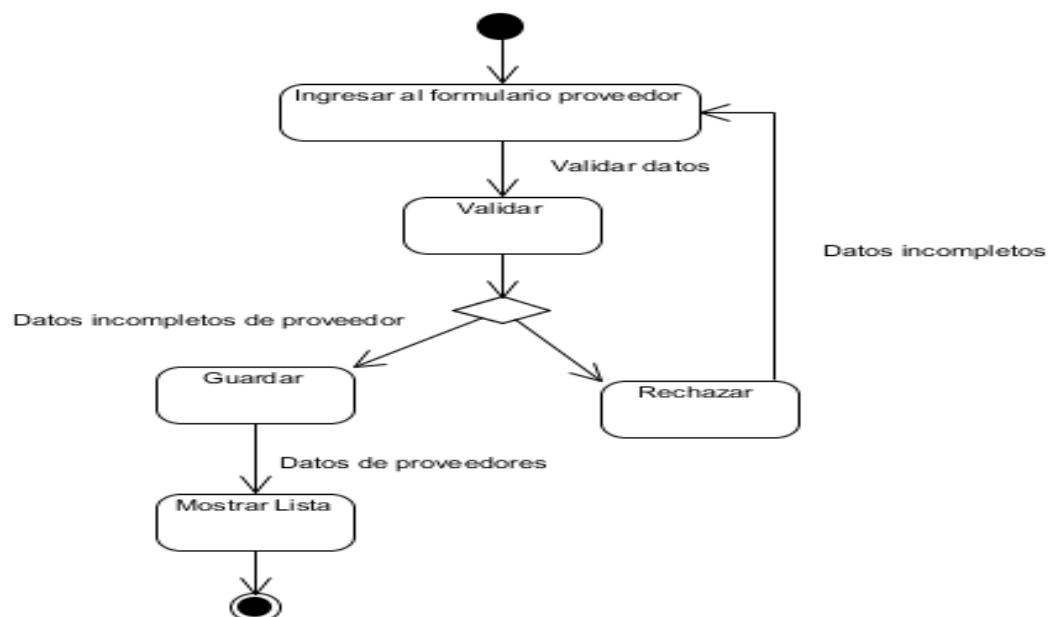 Ingresar al formulario proveedor
Validar datos
Validar
Datos incompletos
Datos incompletos de proveedor
Guardar
Rechazar
Datos de proveedores
Mostrar Lista